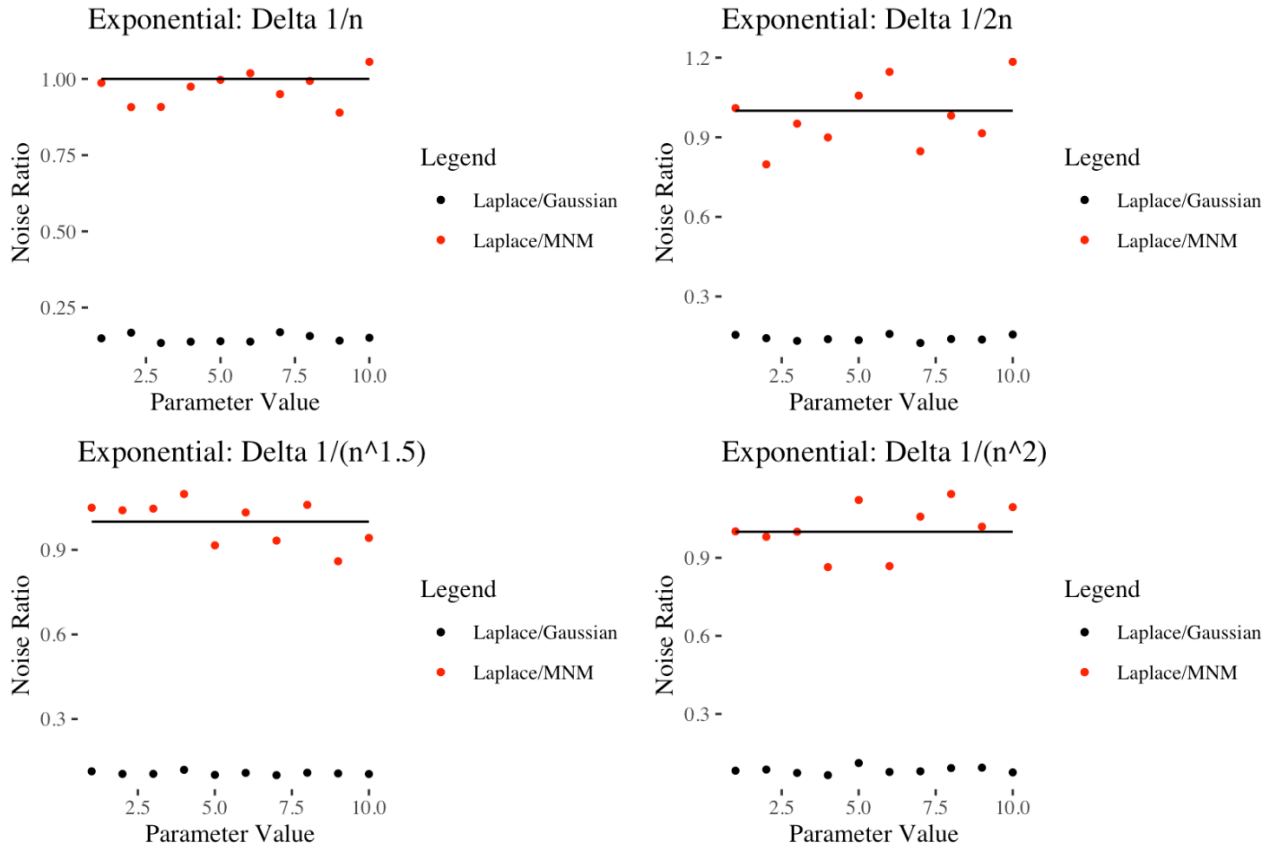 Exponential: Delta 1/n
1.00
0.75
0.50
0.25
Noise Ratio
2.5 5.0 7.5 10.0
Parameter Value
Legend
Laplace/Gaussian
Laplace/MNM
Exponential: Delta 1/2n
1.2
0.9
0.6
0.3
Noise Ratio
2.5 5.0 7.5 10.0
Parameter Value
Legend
Laplace/Gaussian
Laplace/MNM
Exponential: Delta 1/(n^1.5)
0.9
0.6
0.3
Noise Ratio
2.5 5.0 7.5 10.0
Parameter Value
Legend
Laplace/Gaussian
Laplace/MNM
Exponential: Delta 1/(n^2)
0.9
0.6
0.3
Noise Ratio
2.5 5.0 7.5 10.0
Parameter Value
Legend
Laplace/Gaussian
Laplace/MNM